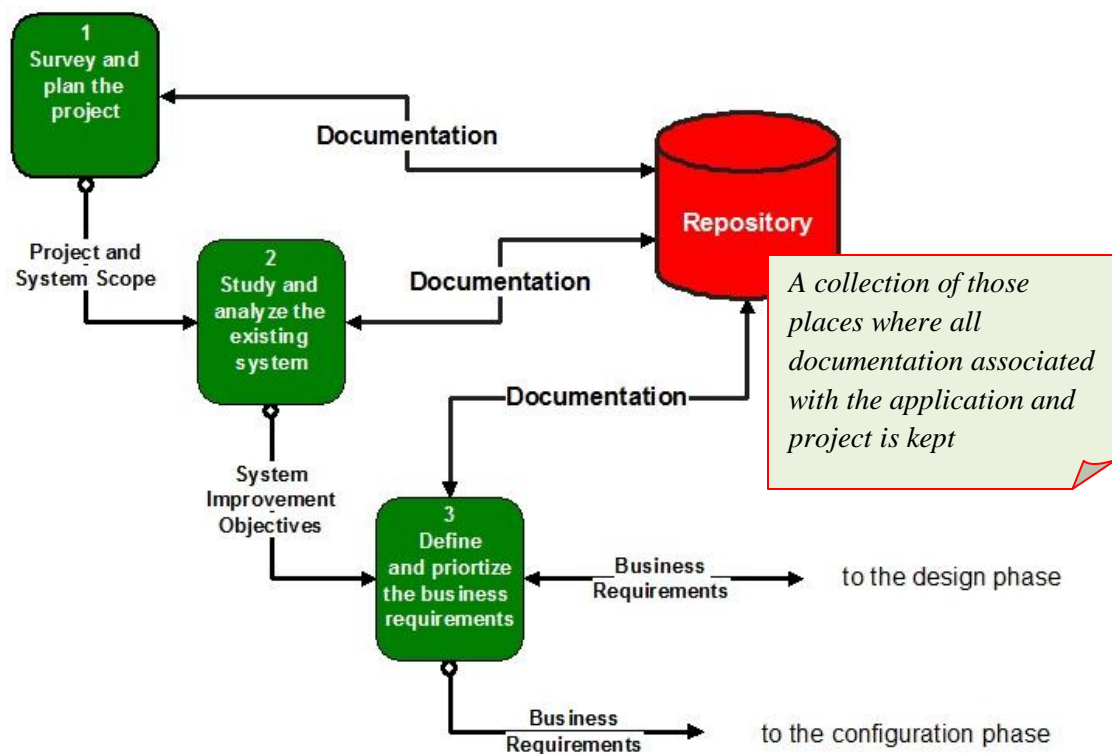 1
Survey and
plan the
project
Documentation
Repository
Project and
System Scope
2
Study and
analyze the
existing
system
Documentation
A collection of those
places where all
documentation associated
with the application and
project is kept
Documentation
System
Improvement
Objectives
3
Define
and priortize
the business
requirements
Business
Requirements
to the design phase
Business
Requirements
to the configuration phase